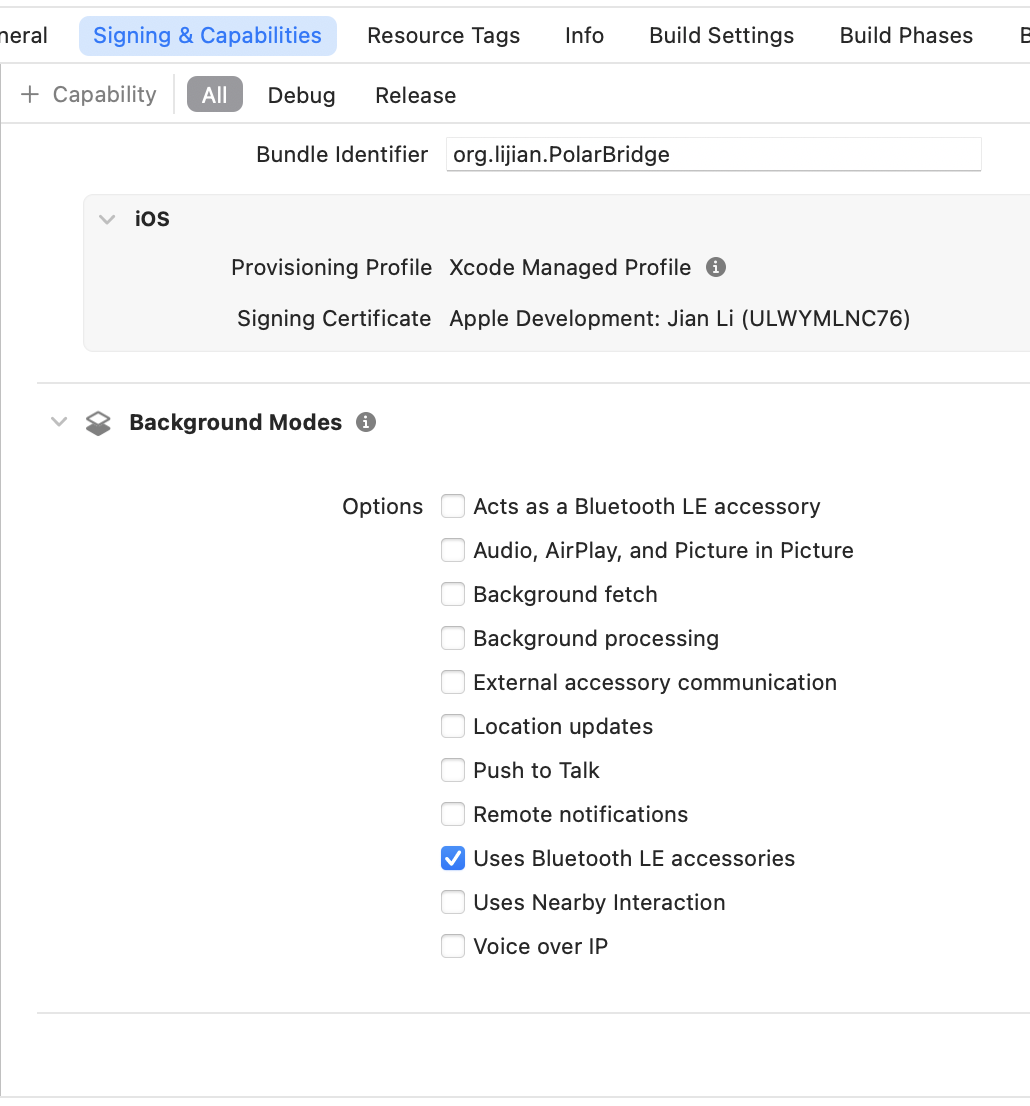 neral Signing & Capabilities Resource Tags Info Build Settings Build Phases B
+ Capability All Debug Release
Bundle Identifier org.lijian.PolarBridge
iOS
Provisioning Profile Xcode Managed Profile
Signing Certificate Apple Development: Jian Li (ULWYMLNC76)
Background Modes
Options Acts as a Bluetooth LE accessory
Audio, AirPlay, and Picture in Picture
Background fetch
Background processing
External accessory communication
Location updates
Push to Talk
Remote notifications
Uses Bluetooth LE accessories
Uses Nearby Interaction
Voice over IP